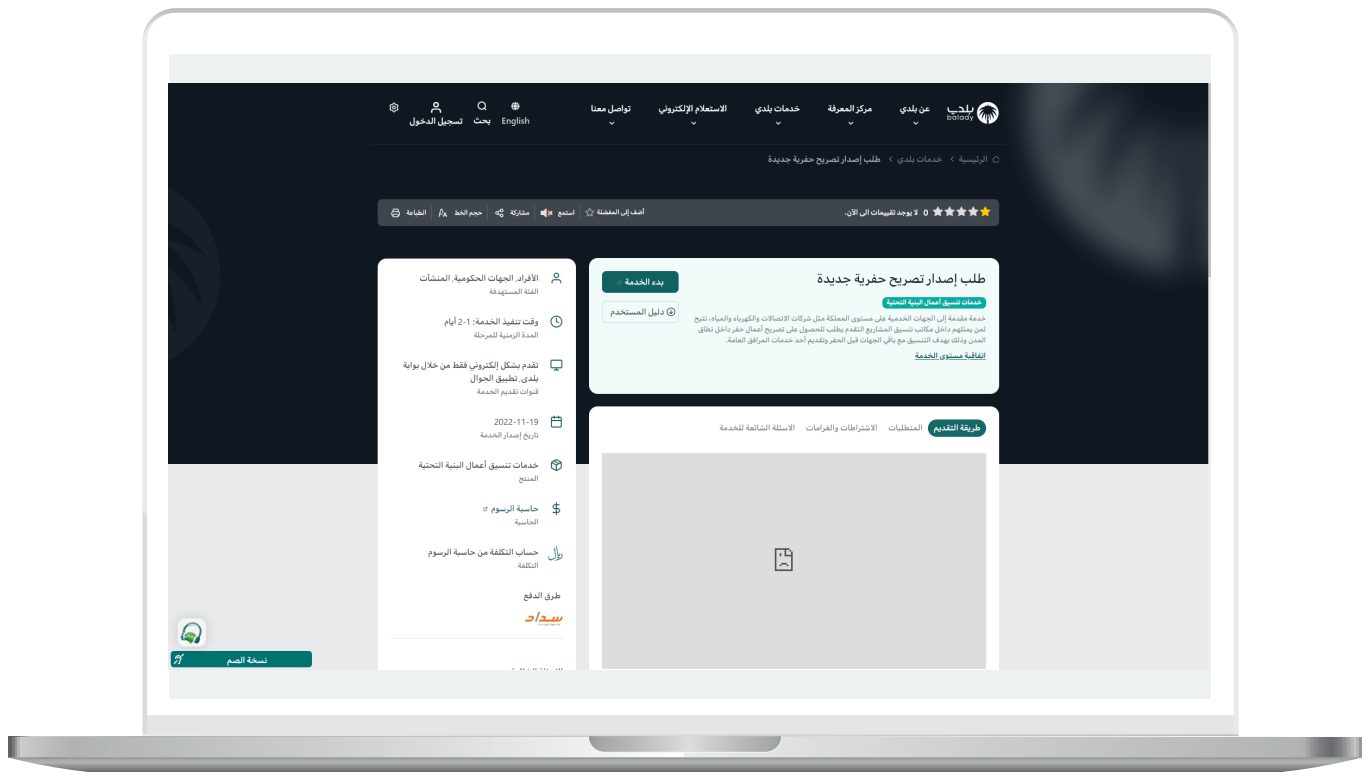 بلدي
balady
عن بلدي
مركز المعرفة
خدمات بلدي
الاستعلام الإلكتروني
تواصل معنا
English
بحث
تسجيل الدخول
الرئيسية > خدمات بلدي > طلب إصدار تصريح حفرية جديدة
0 لا يوجد تقييمات الى الآن.
أضف إلى المفضلة
استمع
مشاركة
حجم الخط
الطباعة
طلب إصدار تصريح حفرية جديدة
بدء الخدمة
خدمات تنسيق أعمال البنية التحتية
دليل المستخدم
خدمة مقدمة إلى الجهات الخدمية على مستوى المملكة مثل شركات الاتصالات والكهرباء والمياه، تتيح
لمن يمثلهم داخل مكاتب تنسيق المشاريع التقدم بطلب للحصول على تصريح أعمال حفر داخل نطاق
المدن وذلك بهدف التنسيق مع باقي الجهات قبل الحفر وتقديم أحد خدمات المرافق العامة.
اتفاقية مستوى الخدمة
طريقة التقديم
المتطلبات
الاشتراطات والغرامات
الاسئلة الشائعة للخدمة
الأفراد, الجهات الحكومية, المنشآت
الفئة المستهدفة
وقت تنفيذ الخدمة: 1-2 أيام
المدة الزمنية للمرحلة
تقدم بشكل إلكتروني فقط من خلال بوابة
بلدي, تطبيق الجوال
قنوات تقديم الخدمة
2022-11-19
تاريخ إصدار الخدمة
خدمات تنسيق أعمال البنية التحتية
المنتج
حاسبة الرسوم
الحاسبة
حساب التكلفة من حاسبة الرسوم
التكلفة
طرق الدفع
سداد
نسخة الصم